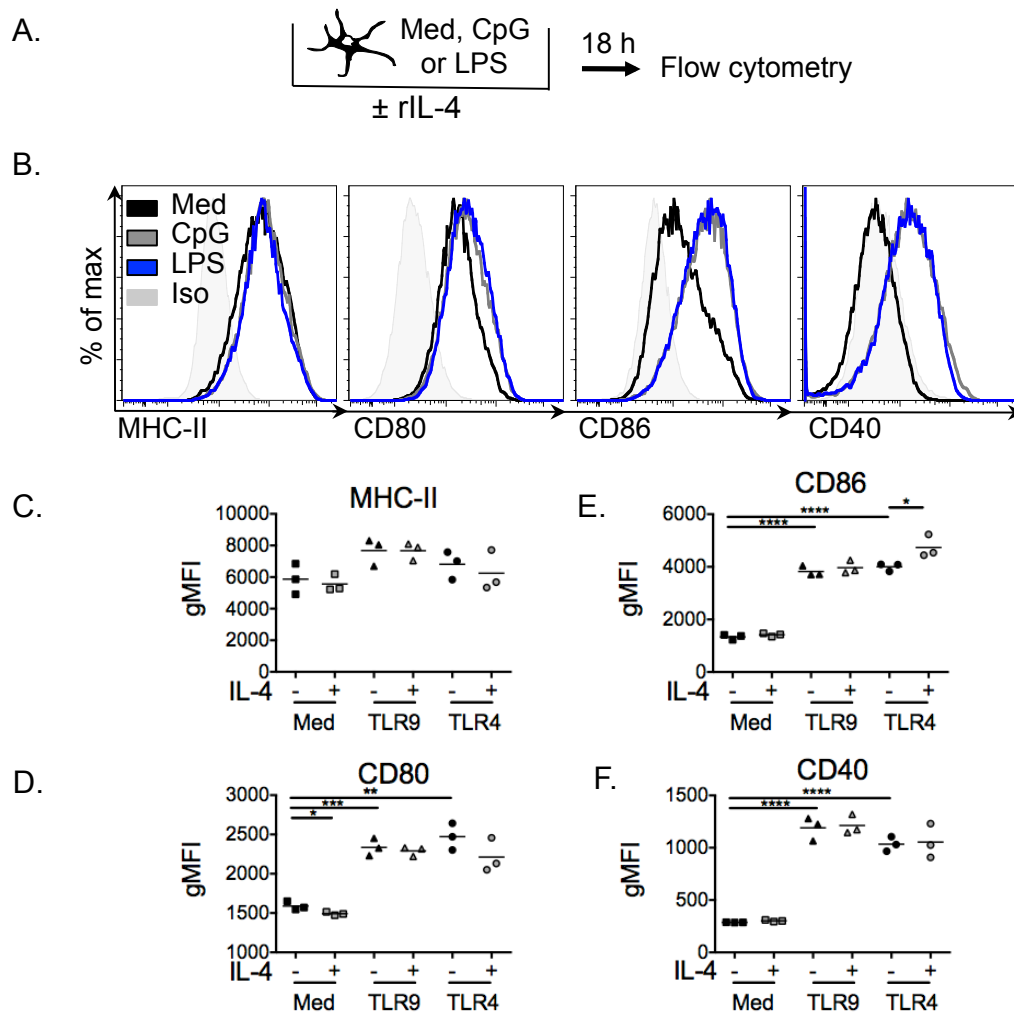 A.
Med, CpG
or LPS
± rIL-4
18 h
Flow cytometry
B.
% of max
Med
CpG
LPS
Iso
MHC-II
CD80
CD86
CD40
C.
MHC-II
gMFI
10000
8000
6000
4000
2000
0
IL-4
- + - + - +
Med TLR9 TLR4
E.
CD86
gMFI
6000
4000
2000
0
****
****
*
IL-4
- + - + - +
Med TLR9 TLR4
D.
CD80
gMFI
3000
2500
2000
1500
1000
**
***
*
IL-4
- + - + - +
Med TLR9 TLR4
F.
CD40
gMFI
1500
1000
500
0
****
****
IL-4
- + - + - +
Med TLR9 TLR4